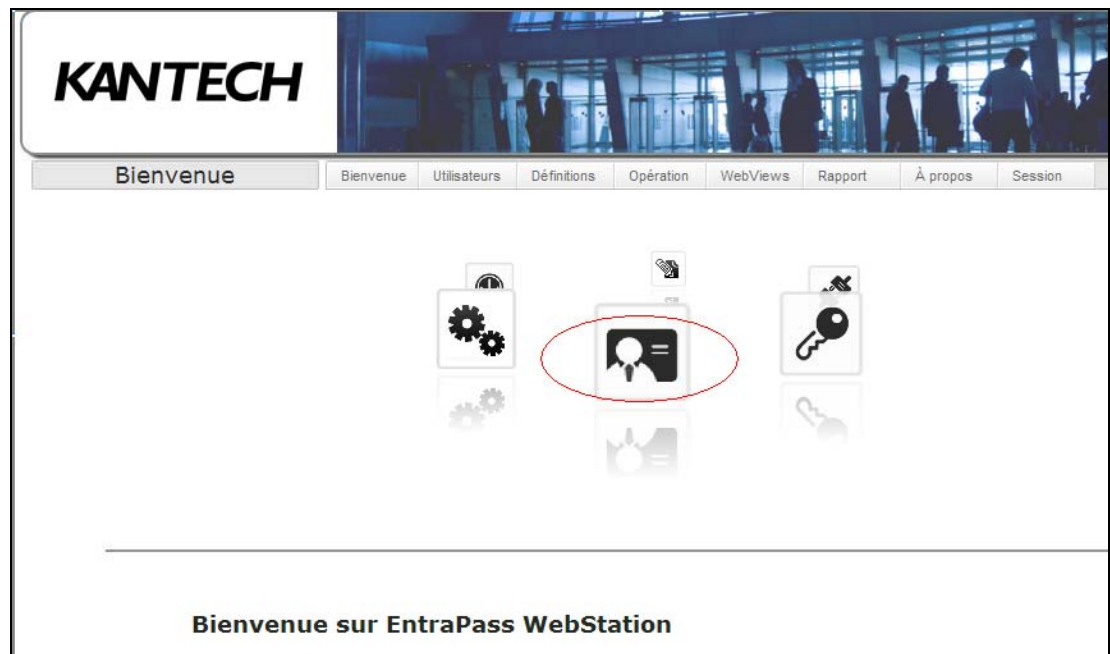 KANTECH
Bienvenue
Bienvenue Utilisateurs Définitions Opération WebViews Rapport À propos Session
Bienvenue sur EntraPass WebStation